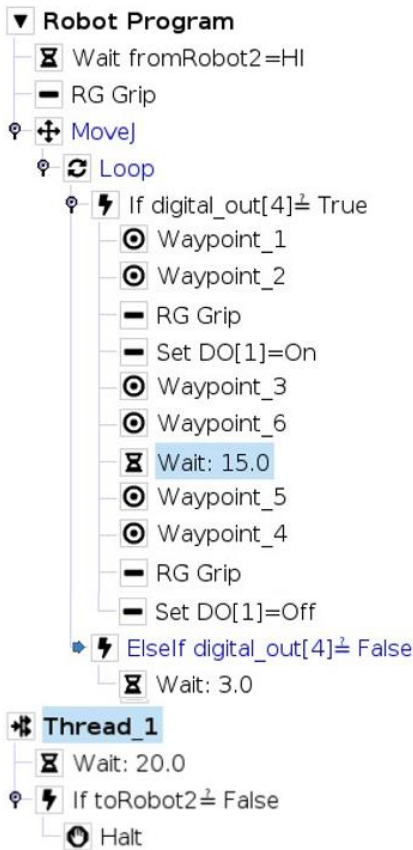 Robot Program
Wait fromRobot2=HI
RG Grip
MoveJ
Loop
If digital_out[4]≟ True
Waypoint_1
Waypoint_2
RG Grip
Set DO[1]=On
Waypoint_3
Waypoint_6
Wait: 15.0
Waypoint_5
Waypoint_4
RG Grip
Set DO[1]=Off
ElseIf digital_out[4]≟ False
Wait: 3.0
Thread_1
Wait: 20.0
If toRobot2≟ False
Halt